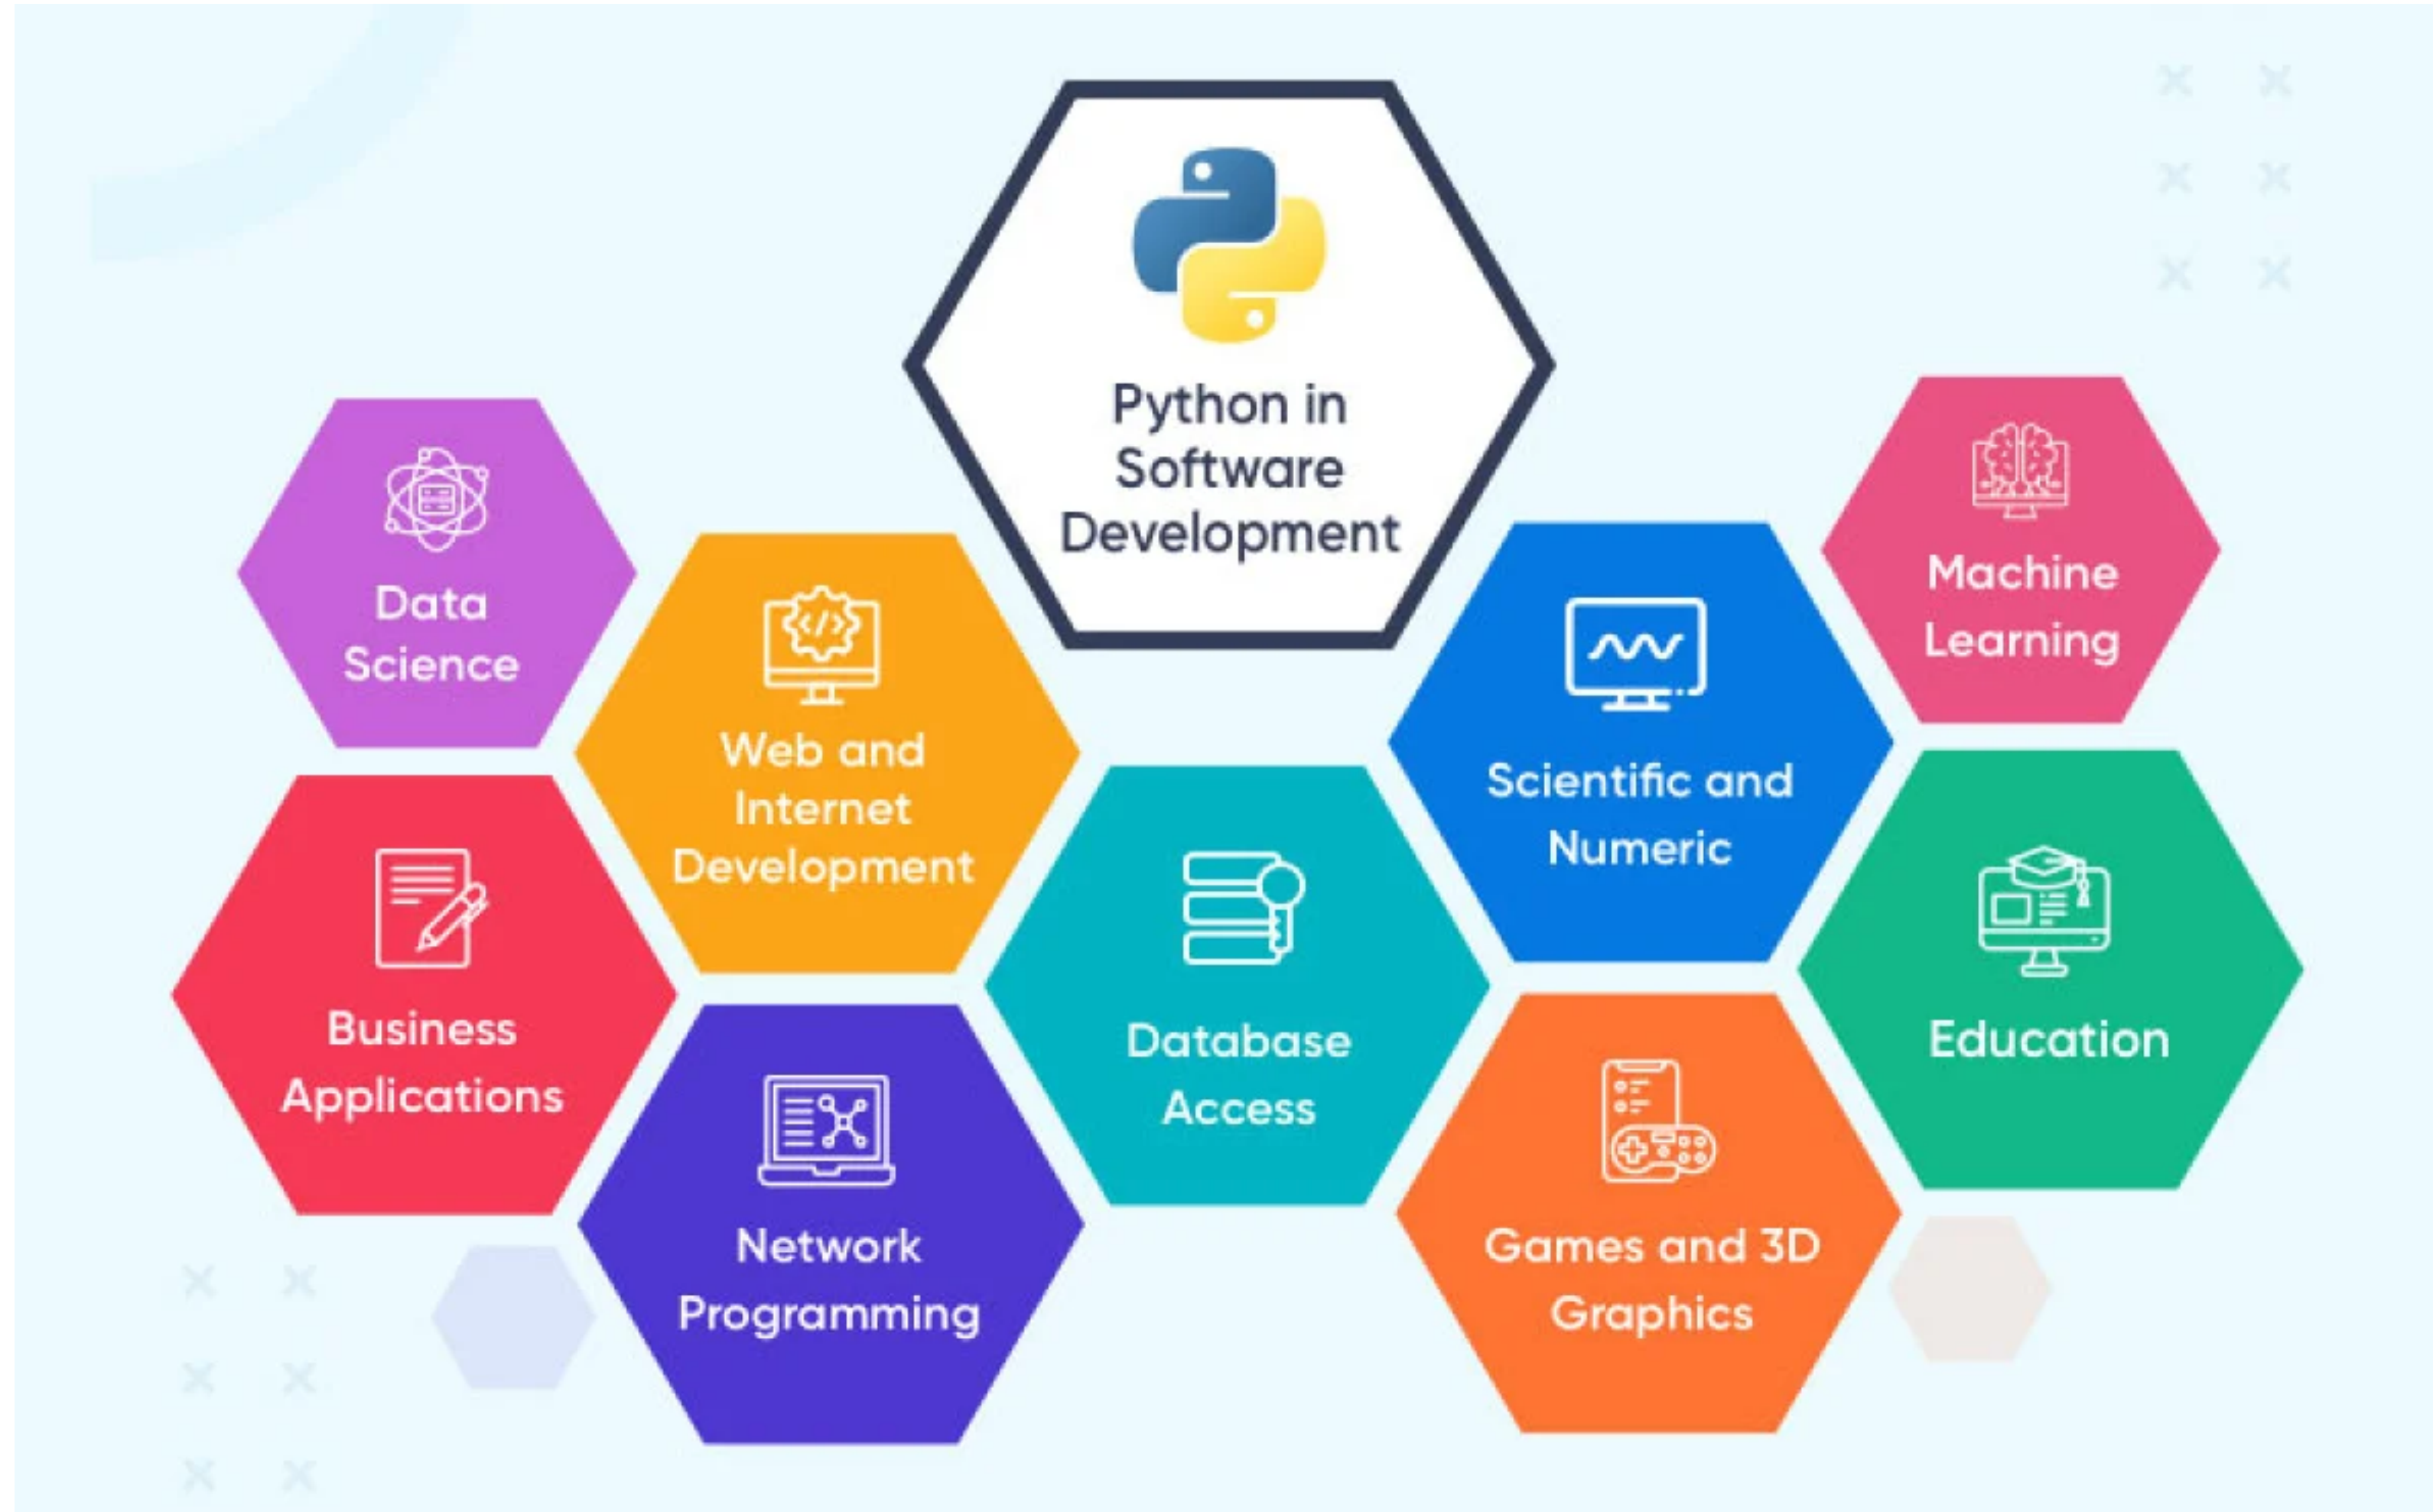 Python in
Software
Development
Data
Science
Web and
Internet
Development
Scientific and
Numeric
Machine
Learning
Business
Applications
Network
Programming
Database
Access
Games and 3D
Graphics
Education